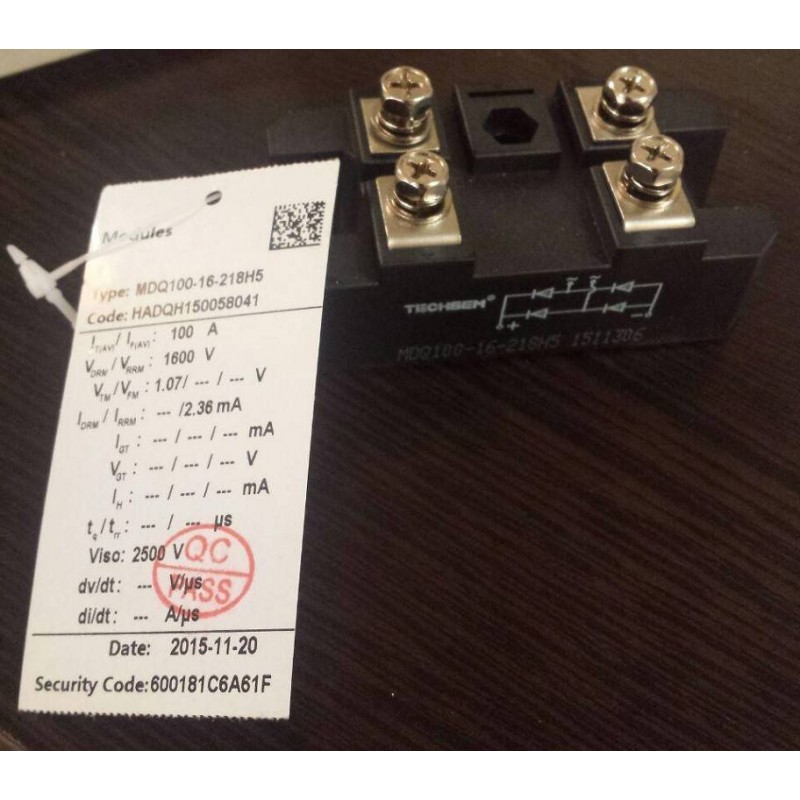 Modules
Type: MDQ100-16-218H5
Code: HADQH150058041
IT(AV) / IF(AV): 100 A
VDRM / VRRM: 1600 V
VTM / VFM: 1.07/ --- / --- V
IDRM / IRRM: --- /2.36 mA
IGT : --- / --- / --- mA
VGT : --- / --- / --- V
IH : --- / --- / --- mA
tq / trr: --- / --- µs
Viso: 2500 V
dv/dt: --- V/µs
di/dt: --- A/µs
QC
PASS
Date: 2015-11-20
Security Code:600181C6A61F
TECHSEM®
~ ~
+ −
MDQ100-16-218H5 1511306